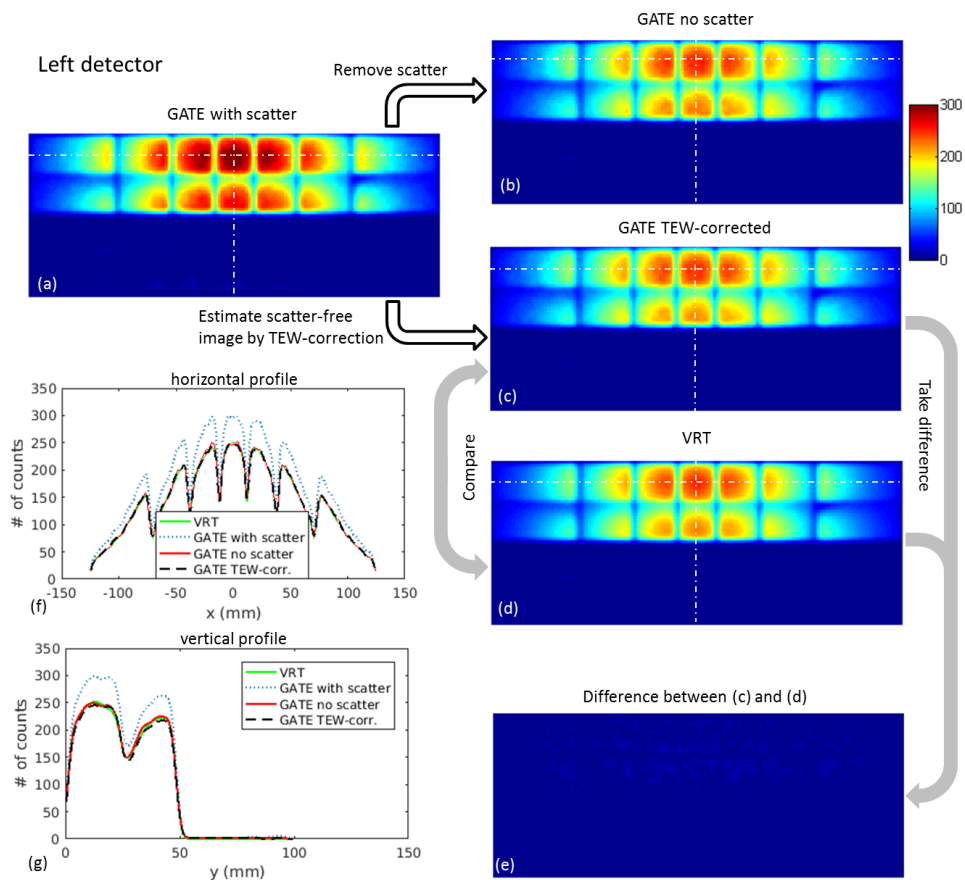 Left detector
GATE with scatter
(a)
Remove scatter
GATE no scatter
(b)
300
200
100
0
Estimate scatter-free
image by TEW-correction
GATE TEW-corrected
(c)
Compare
Take difference
VRT
(d)
Difference between (c) and (d)
(e)
horizontal profile
# of counts
350
300
250
200
150
100
50
0
VRT
GATE with scatter
GATE no scatter
GATE TEW-corr.
-150
-100
-50
0
50
100
150
x (mm)
(f)
vertical profile
# of counts
350
300
250
200
150
100
50
0
VRT
GATE with scatter
GATE no scatter
GATE TEW-corr.
0
50
100
150
y (mm)
(g)